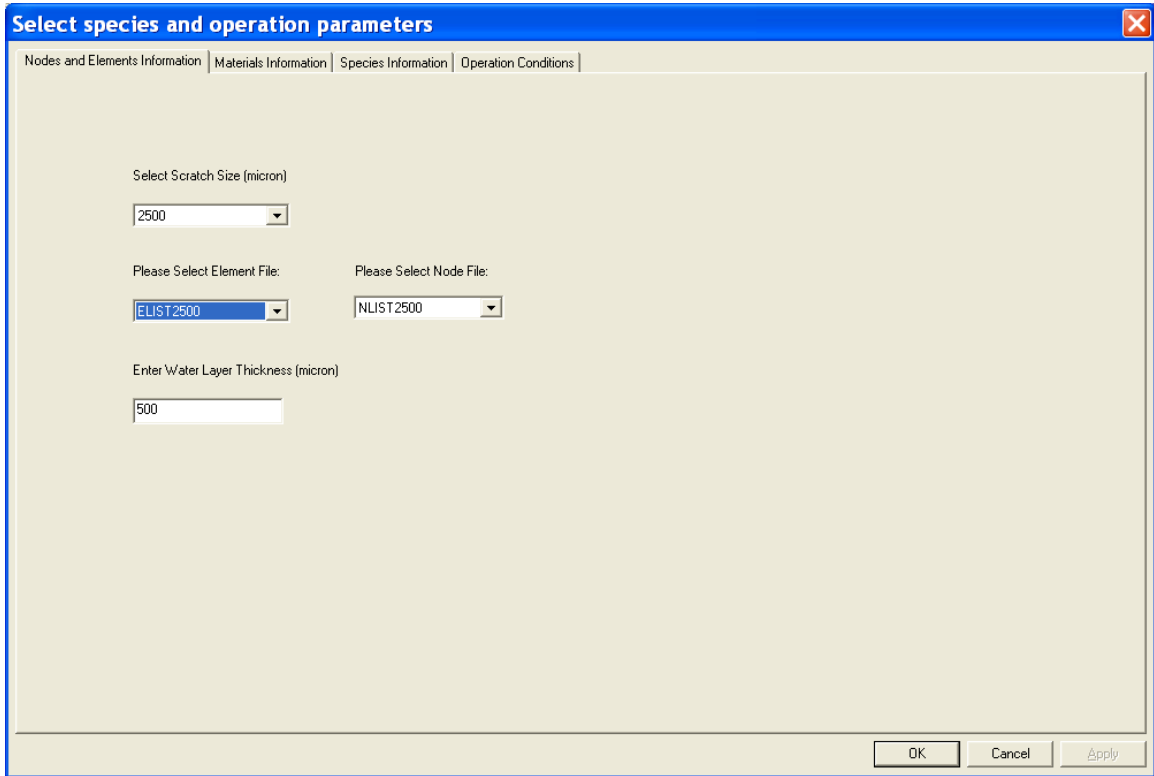 Select species and operation parameters
Nodes and Elements Information Materials Information Species Information Operation Conditions
Select Scratch Size (micron)
2500
Please Select Element File: Please Select Node File:
ELIST2500 NLIST2500
Enter Water Layer Thickness (micron)
500
OK Cancel Apply